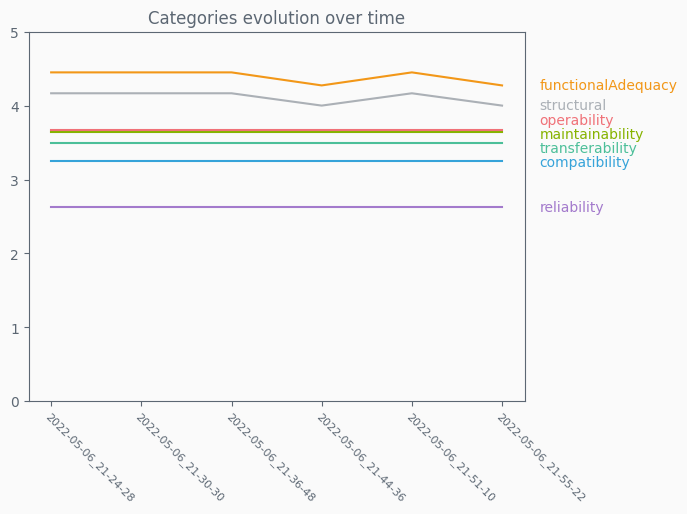 Categories evolution over time
5
4
3
2
1
0
functionalAdequacy
structural
operability
maintainability
transferability
compatibility
reliability
2022-05-06_21-24-28
2022-05-06_21-30-30
2022-05-06_21-36-48
2022-05-06_21-44-36
2022-05-06_21-51-10
2022-05-06_21-55-22